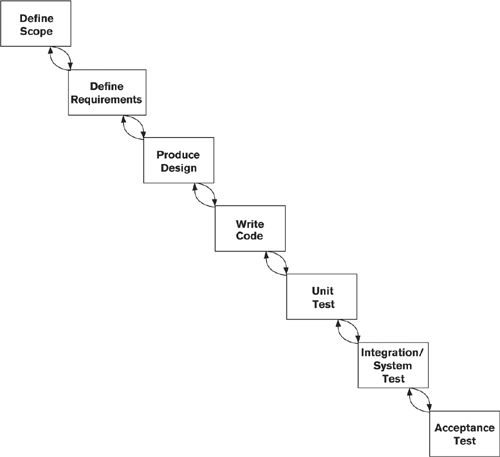 Define
Scope
Define
Requirements
Produce
Design
Write
Code
Unit
Test
Integration/
System
Test
Acceptance
Test